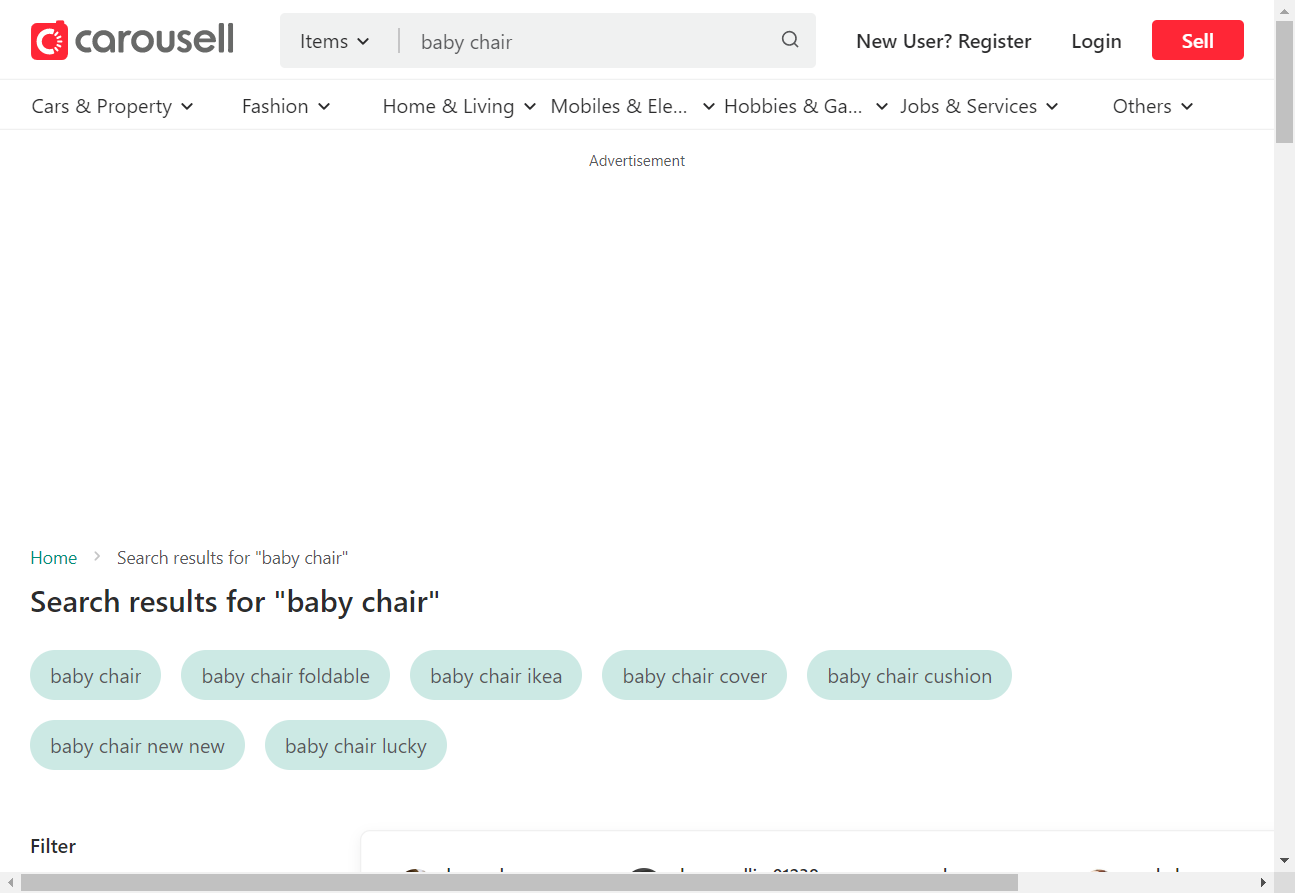 carousell
Items
baby chair
New User? Register
Login
Sell
Cars & Property
Fashion
Home & Living
Mobiles & Ele...
Hobbies & Ga...
Jobs & Services
Others
Advertisement
Home
Search results for "baby chair"
Search results for "baby chair"
baby chair
baby chair foldable
baby chair ikea
baby chair cover
baby chair cushion
baby chair new new
baby chair lucky
Filter